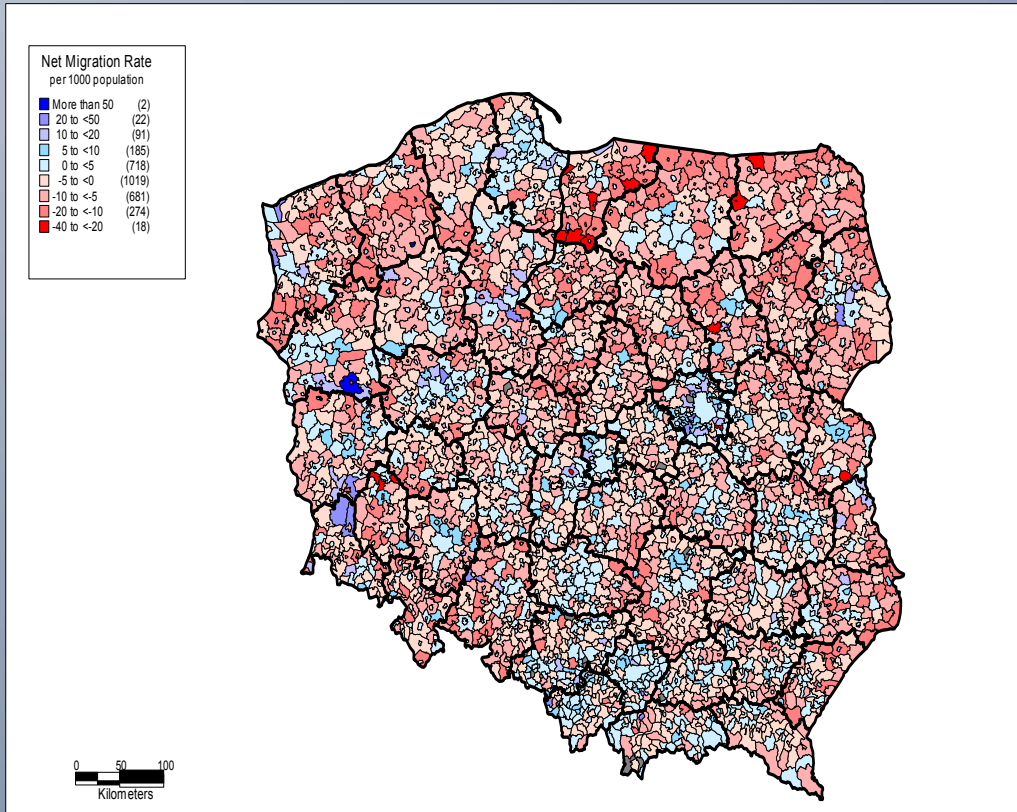 Net Migration Rate
per 1000 population
More than 50 (2)
20 to <50 (22)
10 to <20 (91)
5 to <10 (185)
0 to <5 (718)
-5 to <0 (1019)
-10 to <-5 (681)
-20 to <-10 (274)
-40 to <-20 (18)
0 50 100
Kilometers